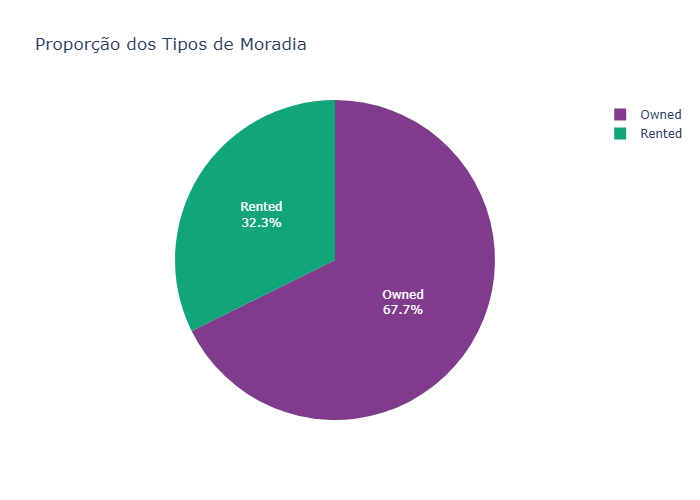 Proporção dos Tipos de Moradia
Owned
Rented
Rented
32.3%
Owned
67.7%